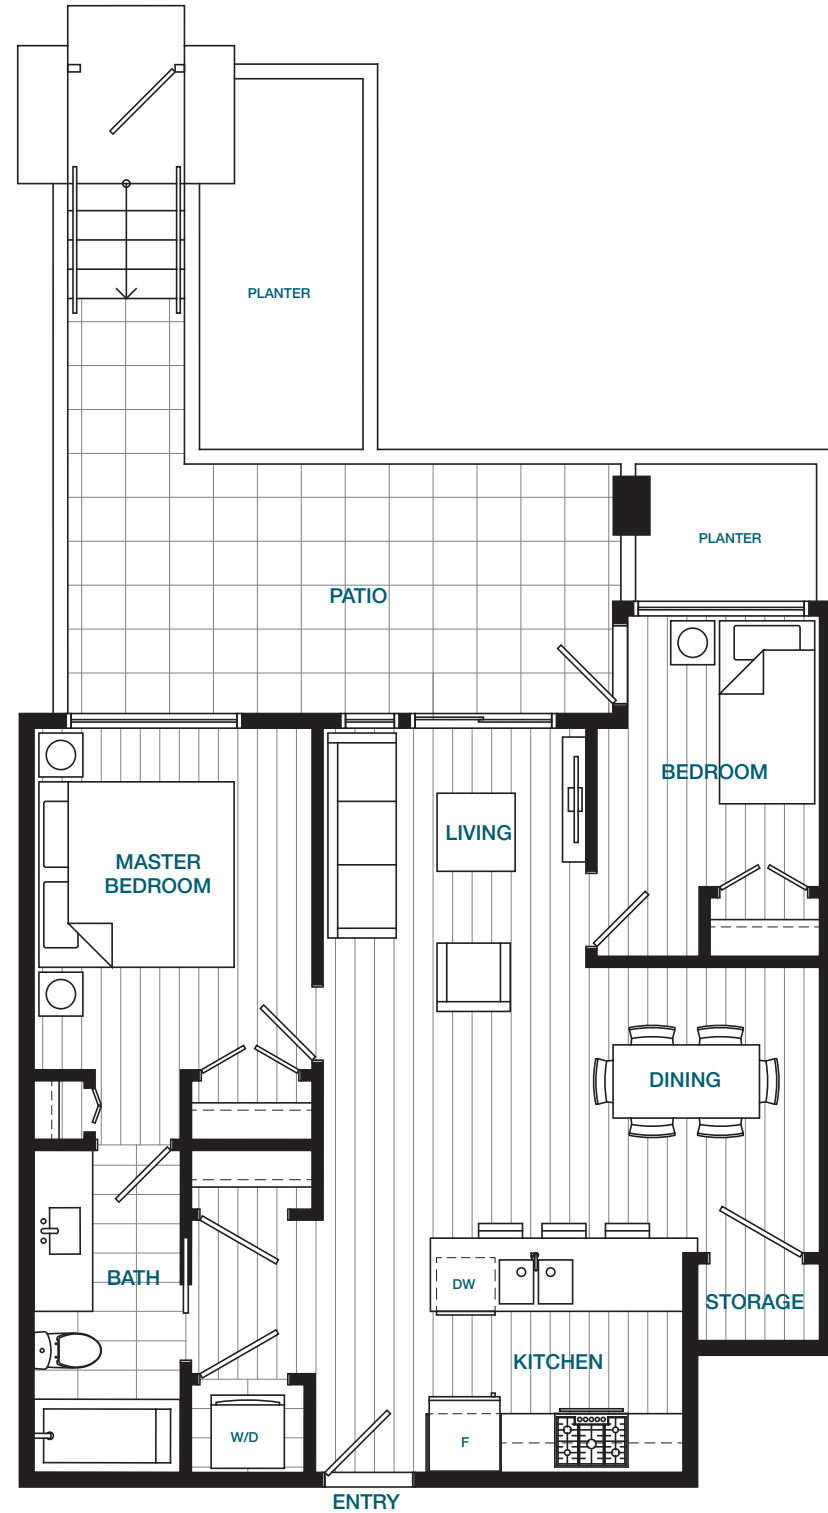 PLANTER
PLANTER
PATIO
BEDROOM
LIVING
MASTER
BEDROOM
DINING
BATH
DW
STORAGE
KITCHEN
W/D
F
ENTRY